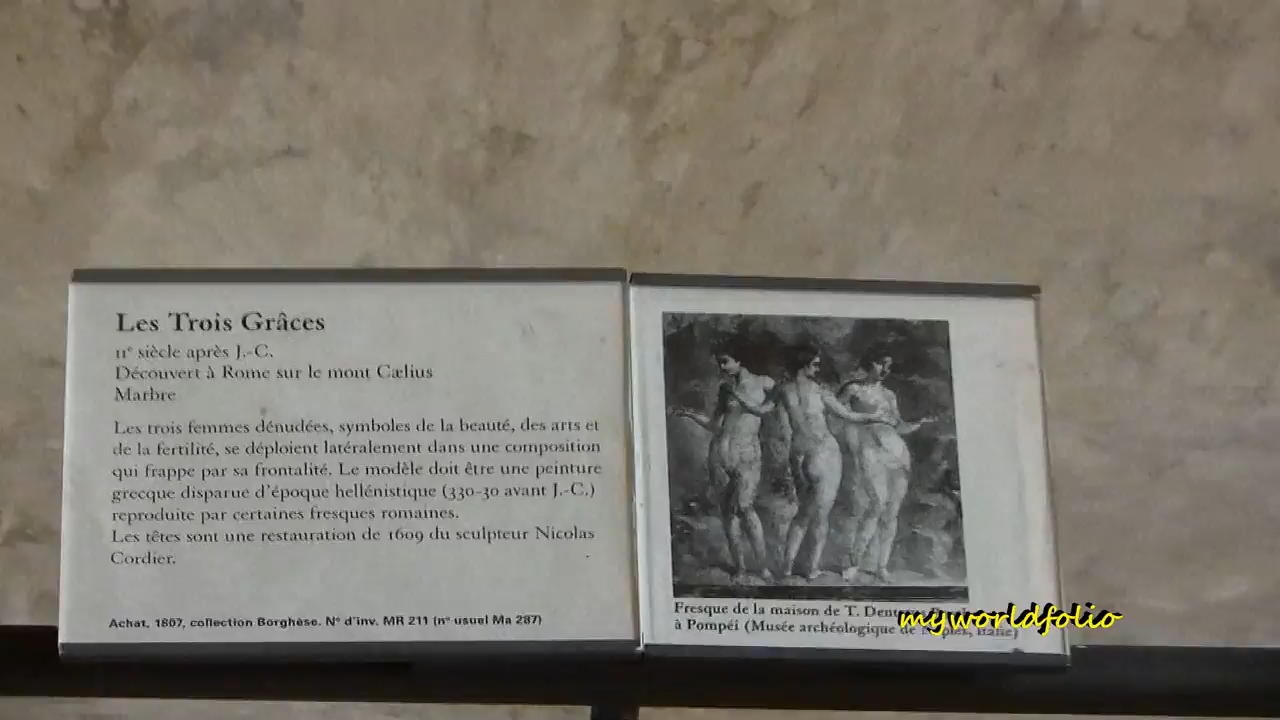 Les Trois Grâces
IIe siècle après J.-C.
Découvert à Rome sur le mont Cælius
Marbre
Les trois femmes dénudées, symboles de la beauté, des arts et
de la fertilité, se déploient latéralement dans une composition
qui frappe par sa frontalité. Le modèle doit être une peinture
grecque disparue d'époque hellénistique (330-30 avant J.-C.)
reproduite par certaines fresques romaines.
Les têtes sont une restauration de 1609 du sculpteur Nicolas
Cordier.
Achat, 1807, collection Borghèse. N° d'inv. MR 211 (n° usuel Ma 287)
Fresque de la maison de T.
à Pompéi (Musée archéologique de Naples, Italie)
myworldfolio